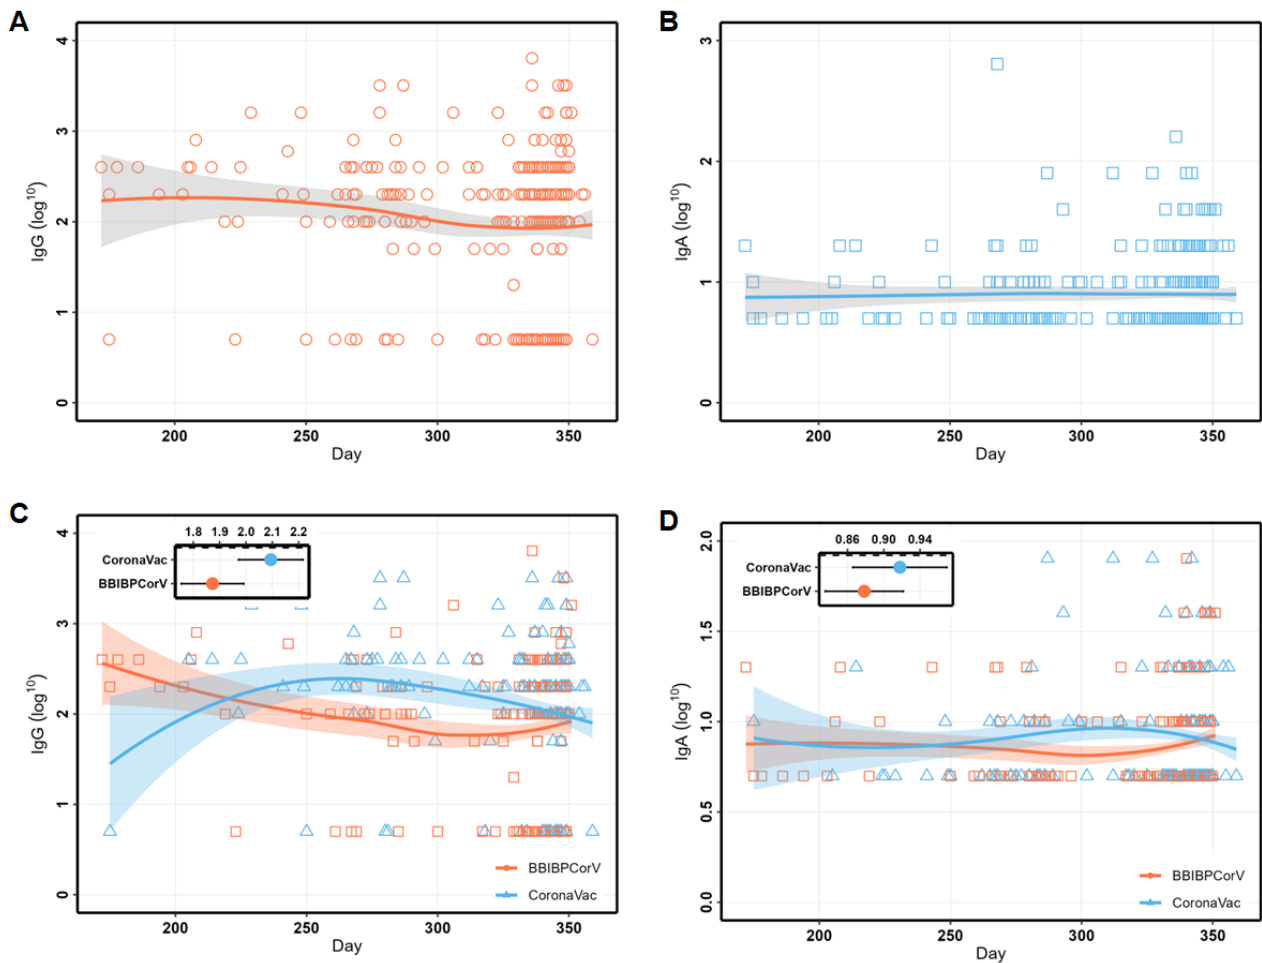 A
4
3
2
1
0
IgG (log10)
200 250 300 350
Day
B
3
2
1
0
IgA (log10)
200 250 300 350
Day
C
4
3
2
1
0
IgG (log10)
1.8 1.9 2.0 2.1 2.2
CoronaVac
BBIBPCorV
BBIBPCorV
CoronaVac
200 250 300 350
Day
D
2.0
1.5
1.0
0.5
0.0
IgA (log10)
0.86 0.90 0.94
CoronaVac
BBIBPCorV
BBIBPCorV
CoronaVac
200 250 300 350
Day